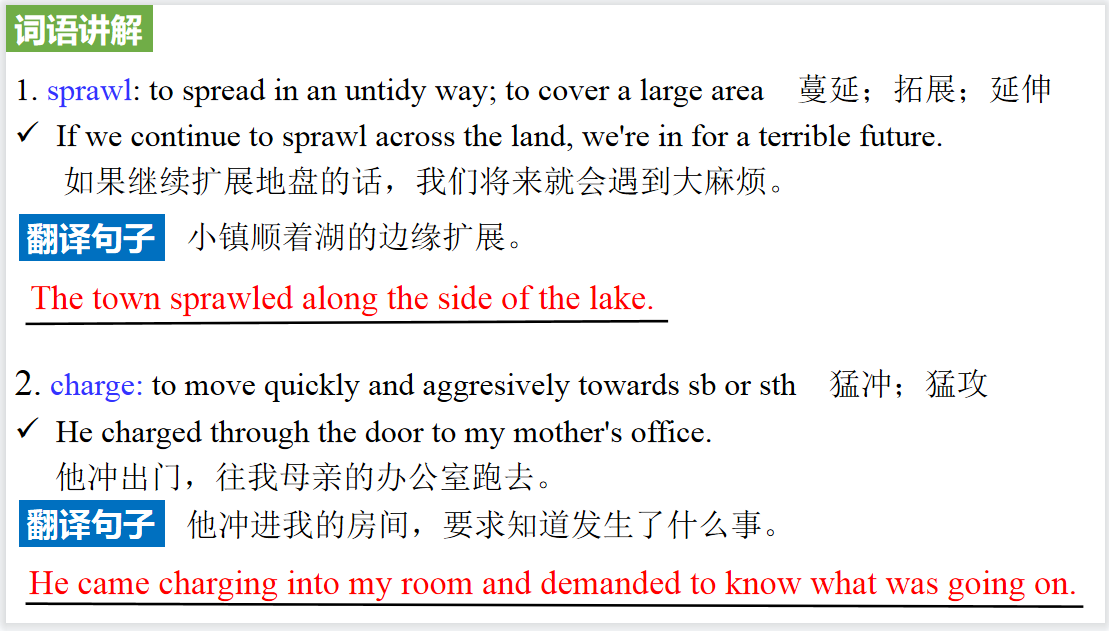 词语讲解
1. sprawl: to spread in an untidy way; to cover a large area 蔓延；拓展；延伸
✓ If we continue to sprawl across the land, we're in for a terrible future.
如果继续扩展地盘的话，我们将来就会遇到大麻烦。
翻译句子 小镇顺着湖的边缘扩展。
The town sprawled along the side of the lake.
2. charge: to move quickly and aggresively towards sb or sth 猛冲；猛攻
✓ He charged through the door to my mother's office.
他冲出门，往我母亲的办公室跑去。
翻译句子 他冲进我的房间，要求知道发生了什么事。
He came charging into my room and demanded to know what was going on.